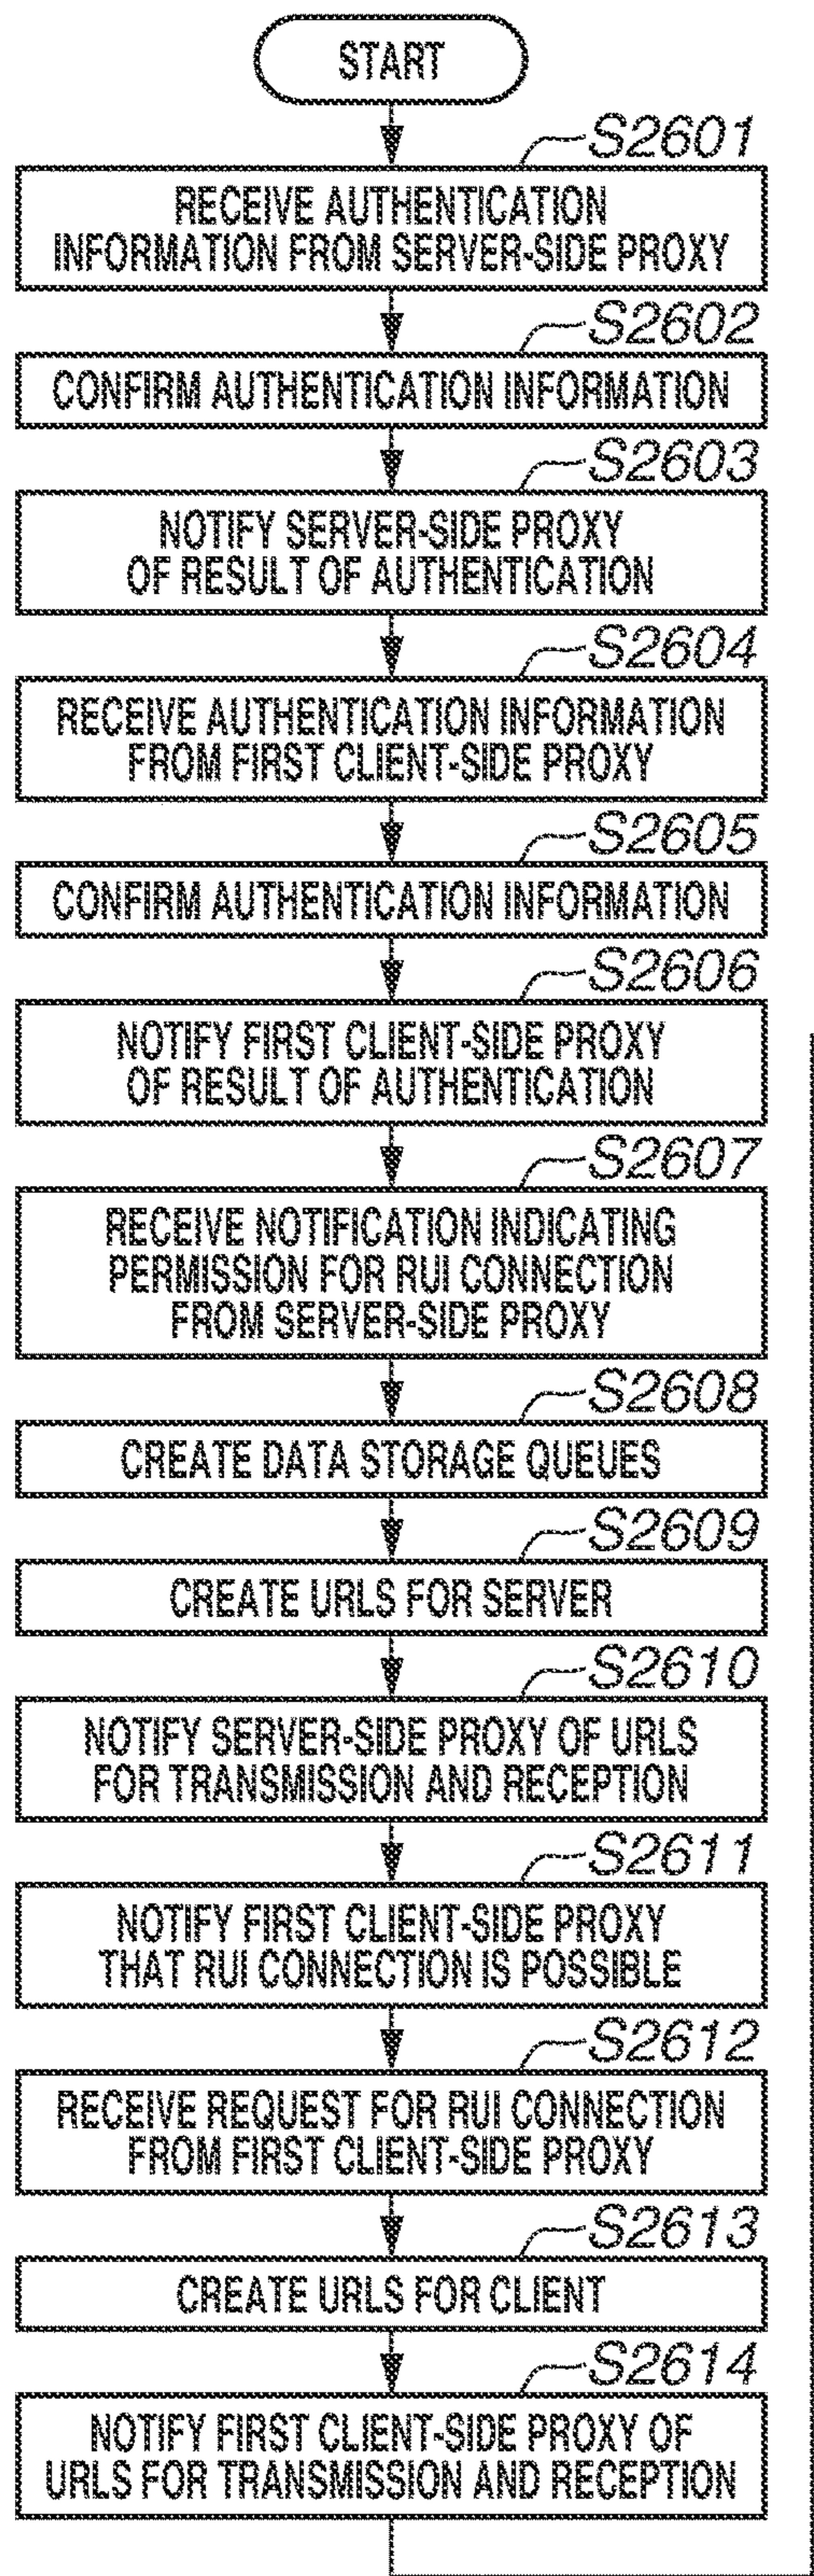 START
S2601
RECEIVE AUTHENTICATION
INFORMATION FROM SERVER-SIDE PROXY
S2602
CONFIRM AUTHENTICATION INFORMATION
S2603
NOTIFY SERVER-SIDE PROXY
OF RESULT OF AUTHENTICATION
S2604
RECEIVE AUTHENTICATION INFORMATION
FROM FIRST CLIENT-SIDE PROXY
S2605
CONFIRM AUTHENTICATION INFORMATION
S2606
NOTIFY FIRST CLIENT-SIDE PROXY
OF RESULT OF AUTHENTICATION
S2607
RECEIVE NOTIFICATION INDICATING
PERMISSION FOR RUI CONNECTION
FROM SERVER-SIDE PROXY
S2608
CREATE DATA STORAGE QUEUES
S2609
CREATE URLS FOR SERVER
S2610
NOTIFY SERVER-SIDE PROXY OF URLS
FOR TRANSMISSION AND RECEPTION
S2611
NOTIFY FIRST CLIENT-SIDE PROXY
THAT RUI CONNECTION IS POSSIBLE
S2612
RECEIVE REQUEST FOR RUI CONNECTION
FROM FIRST CLIENT-SIDE PROXY
S2613
CREATE URLS FOR CLIENT
S2614
NOTIFY FIRST CLIENT-SIDE PROXY OF
URLS FOR TRANSMISSION AND RECEPTION